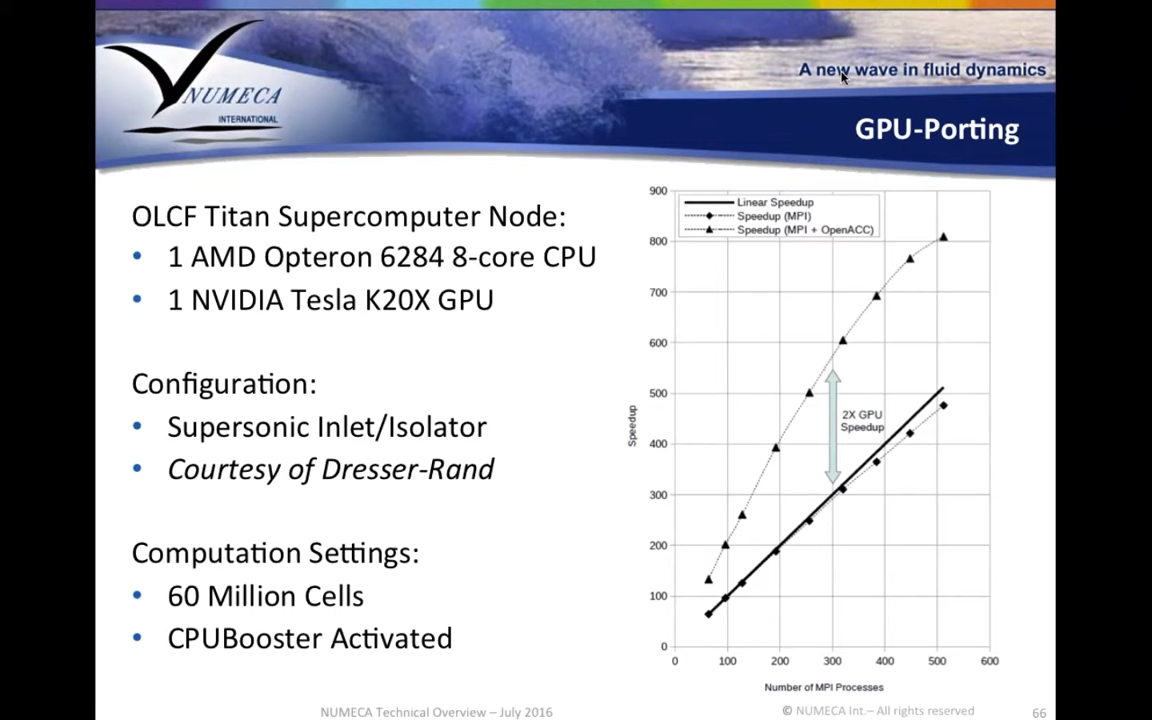 A new wave in fluid dynamics
NUMECA
INTERNATIONAL
GPU-Porting
OLCF Titan Supercomputer Node:
• 1 AMD Opteron 6284 8-core CPU
• 1 NVIDIA Tesla K20X GPU
Configuration:
• Supersonic Inlet/Isolator
• Courtesy of Dresser-Rand
Computation Settings:
• 60 Million Cells
• CPUBooster Activated
900
800
700
600
500
400
300
200
100
0
Speedup
Linear Speedup
Speedup (MPI)
Speedup (MPI + OpenACC)
2X GPU
Speedup
0 100 200 300 400 500 600
Number of MPI Processes
NUMECA Technical Overview – July 2016
© NUMECA Int.– All rights reserved
66